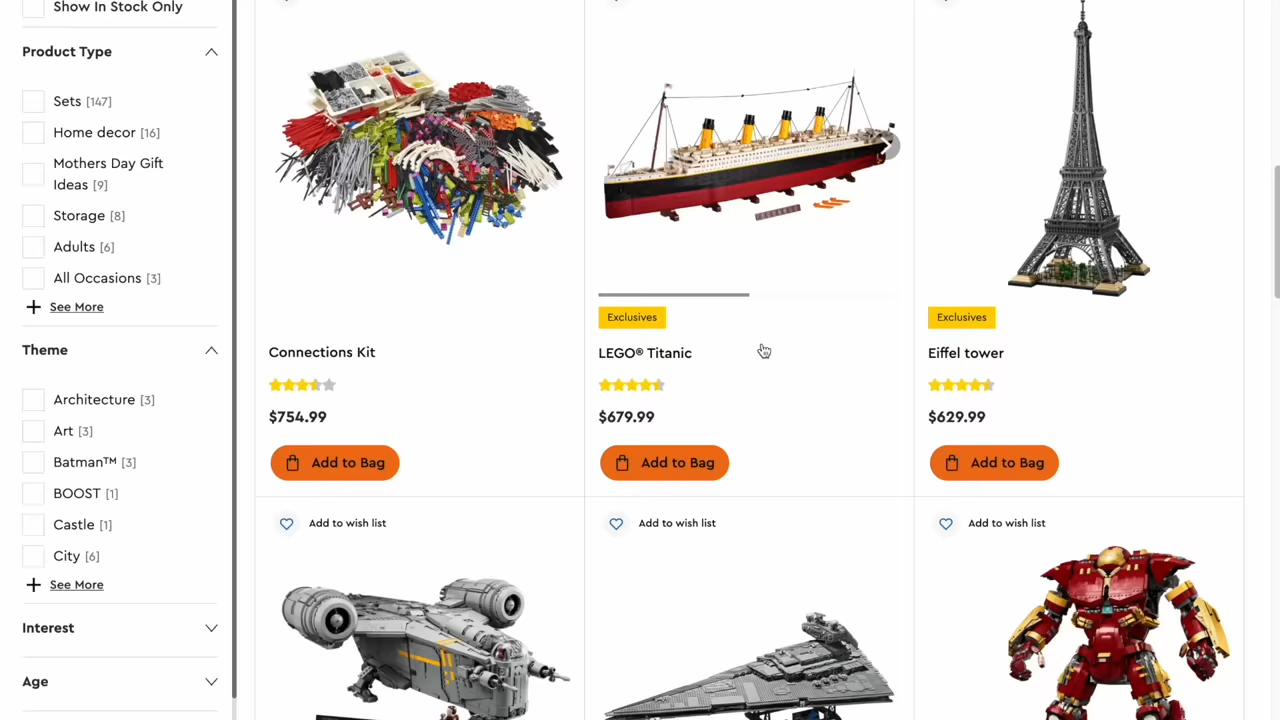 Show In Stock Only
Product Type
Sets [147]
Home decor [16]
Mothers Day Gift
Ideas [9]
Storage [8]
Adults [6]
All Occasions [3]
See More
Theme
Architecture [3]
Art [3]
Batman™ [3]
BOOST [1]
Castle [1]
City [6]
See More
Interest
Age
Connections Kit
$754.99
Add to Bag
Exclusives
LEGO® Titanic
$679.99
Add to Bag
Exclusives
Eiffel tower
$629.99
Add to Bag
Add to wish list
Add to wish list
Add to wish list